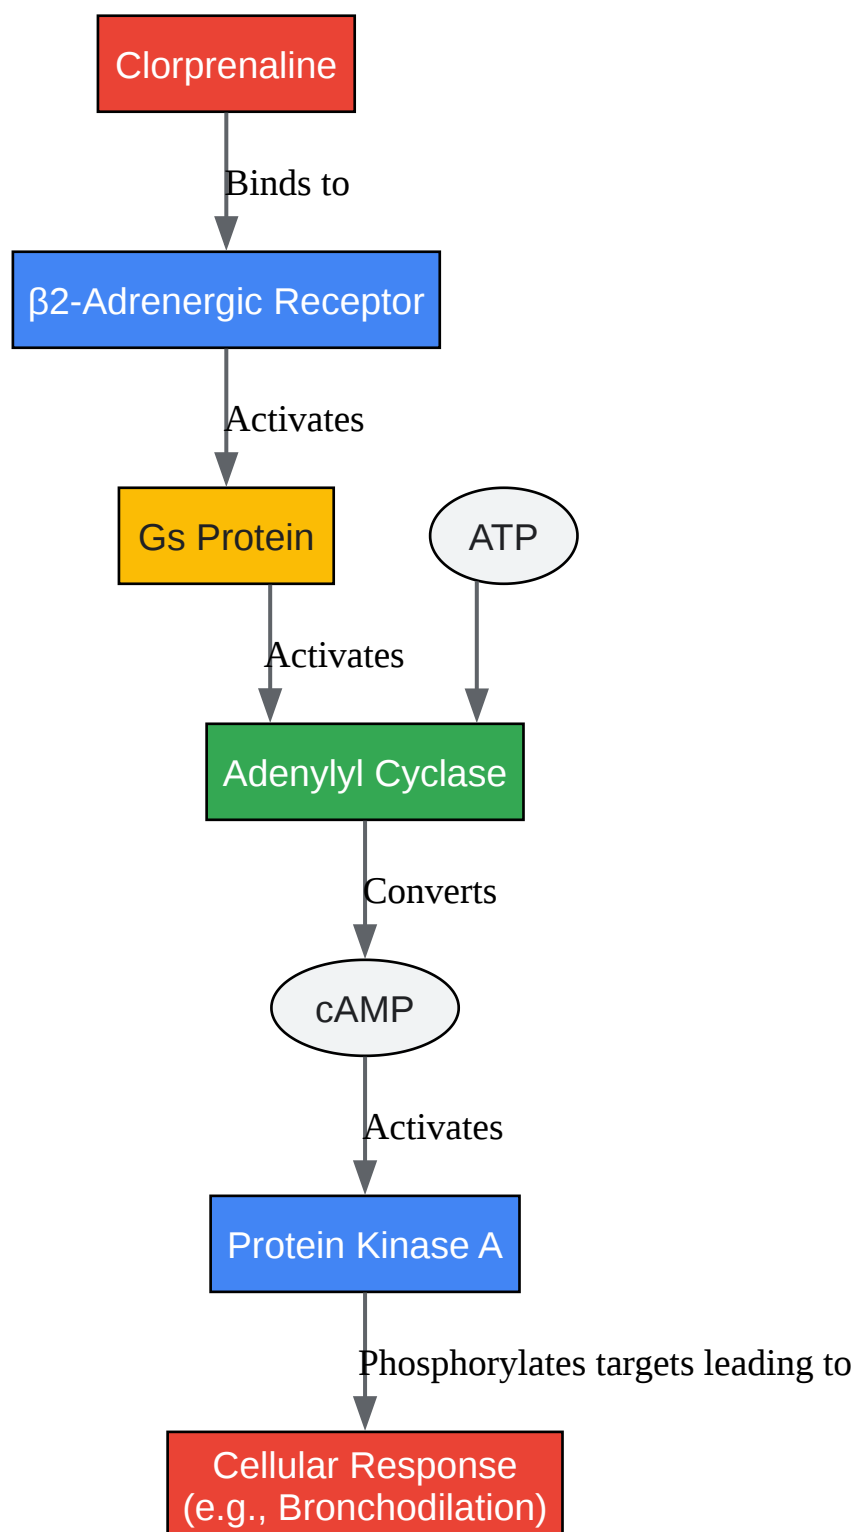 Clorprenaline
Binds to
β2-Adrenergic Receptor
Activates
Gs Protein
ATP
Activates
Adenylyl Cyclase
Converts
cAMP
Activates
Protein Kinase A
Phosphorylates targets leading to
Cellular Response
(e.g., Bronchodilation)